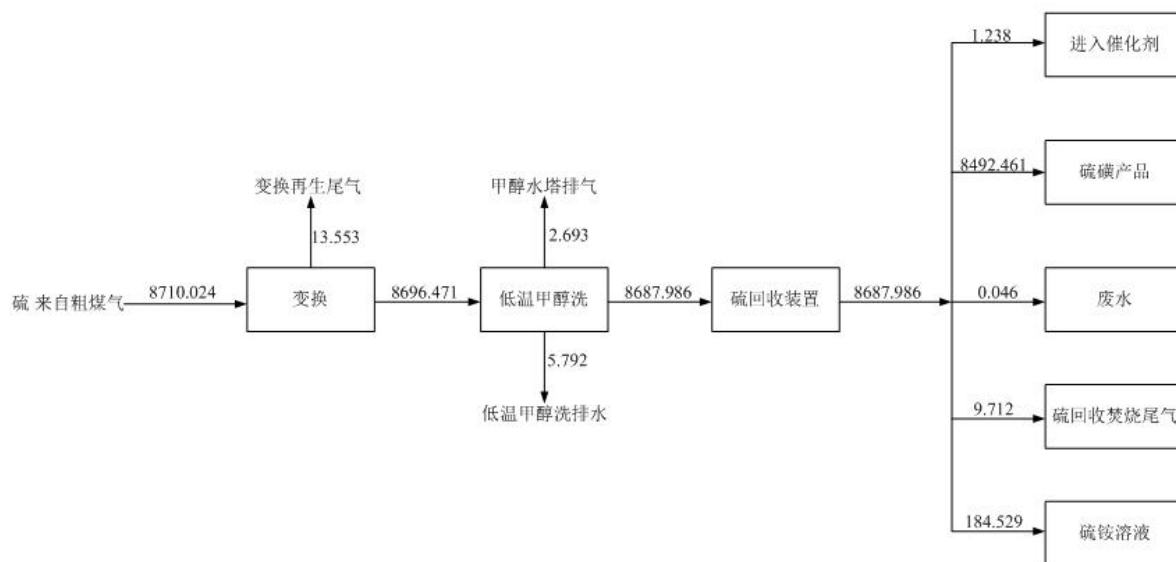 1.238
进入催化剂
8492.461
硫磺产品
变换再生尾气
甲醇水塔排气
13.553
2.693
硫 来自粗煤气
8710.024
变换
8696.471
低温甲醇洗
8687.986
硫回收装置
8687.986
0.046
废水
5.792
低温甲醇洗排水
9.712
硫回收焚烧尾气
184.529
硫铵溶液